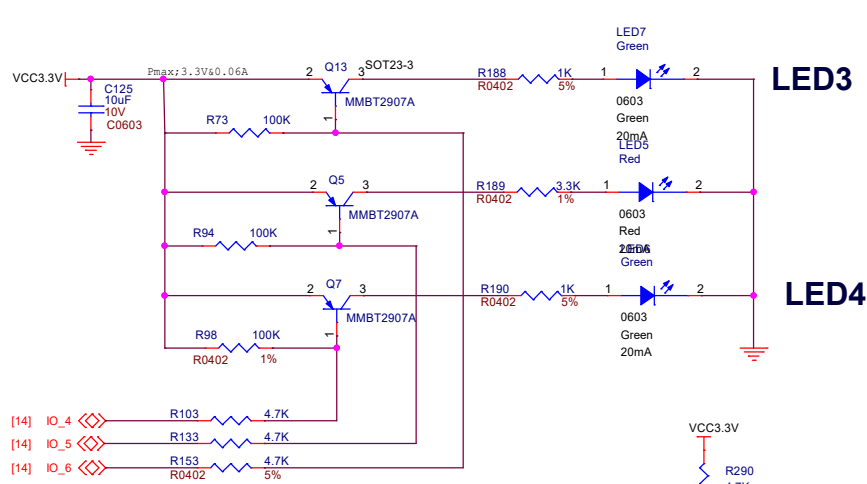 LED7
Green
VCC3.3V
Pmax;3.3V&0.06A
2
Q13
3
SOT23-3
R188
1K
R0402
5%
1
2
LED3
C125
10uF
10V
C0603
MMBT2907A
1
0603
Green
20mA
R73
100K
LED5
Red
2
Q5
3
R189
3.3K
R0402
1%
1
2
MMBT2907A
1
0603
Red
20mA
R94
100K
LED6
Green
2
Q7
3
R190
1K
R0402
5%
1
2
LED4
MMBT2907A
1
0603
Green
20mA
R98
100K
R0402
1%
[14] IO_4
R103
4.7K
[14] IO_5
R133
4.7K
[14] IO_6
R153
4.7K
R0402
5%
VCC3.3V
R290